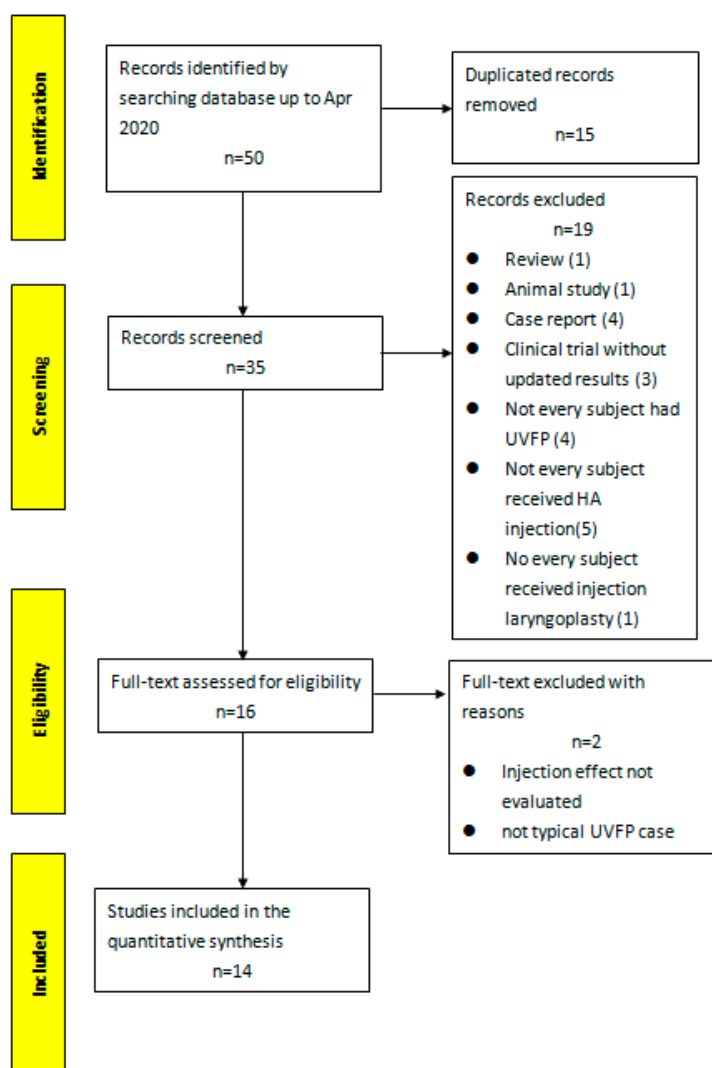 Identification
Records identified by
searching database up to Apr
2020
n=50
Duplicated records
removed
n=15
Screening
Records screened
n=35
Records excluded
n=19
● Review (1)
● Animal study (1)
● Case report (4)
● Clinical trial without
updated results (3)
● Not every subject had
UVFP (4)
● Not every subject
received HA
injection(5)
● No every subject
received injection
laryngoplasty (1)
Eligibility
Full-text assessed for eligibility
n=16
Full-text excluded with
reasons
n=2
● Injection effect not
evaluated
● not typical UVFP case
Included
Studies included in the
quantitative synthesis
n=14